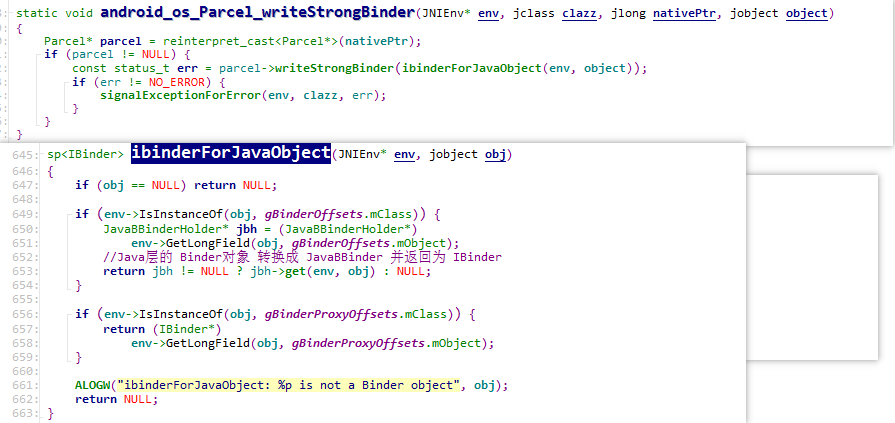 static void android_os_Parcel_writeStrongBinder(JNIEnv* env, jclass clazz, jlong nativePtr, jobject object)
{
    Parcel* parcel = reinterpret_cast<Parcel*>(nativePtr);
    if (parcel != NULL) {
        const status_t err = parcel->writeStrongBinder(ibinderForJavaObject(env, object));
        if (err != NO_ERROR) {
            signalExceptionForError(env, clazz, err);
        }
    }
}
645: sp<IBinder> ibinderForJavaObject(JNIEnv* env, jobject obj)
646: {
647:     if (obj == NULL) return NULL;
648:
649:     if (env->IsInstanceOf(obj, gBinderOffsets.mClass)) {
650:         JavaBBinderHolder* jbh = (JavaBBinderHolder*)
651:             env->GetLongField(obj, gBinderOffsets.mObject);
652:         //Java层的 Binder对象 转换成 JavaBBinder 并返回为 IBinder
653:         return jbh != NULL ? jbh->get(env, obj) : NULL;
654:     }
655:
656:     if (env->IsInstanceOf(obj, gBinderProxyOffsets.mClass)) {
657:         return (IBinder*)
658:             env->GetLongField(obj, gBinderProxyOffsets.mObject);
659:     }
660:
661:     ALOGW("ibinderForJavaObject: %p is not a Binder object", obj);
662:     return NULL;
663: }